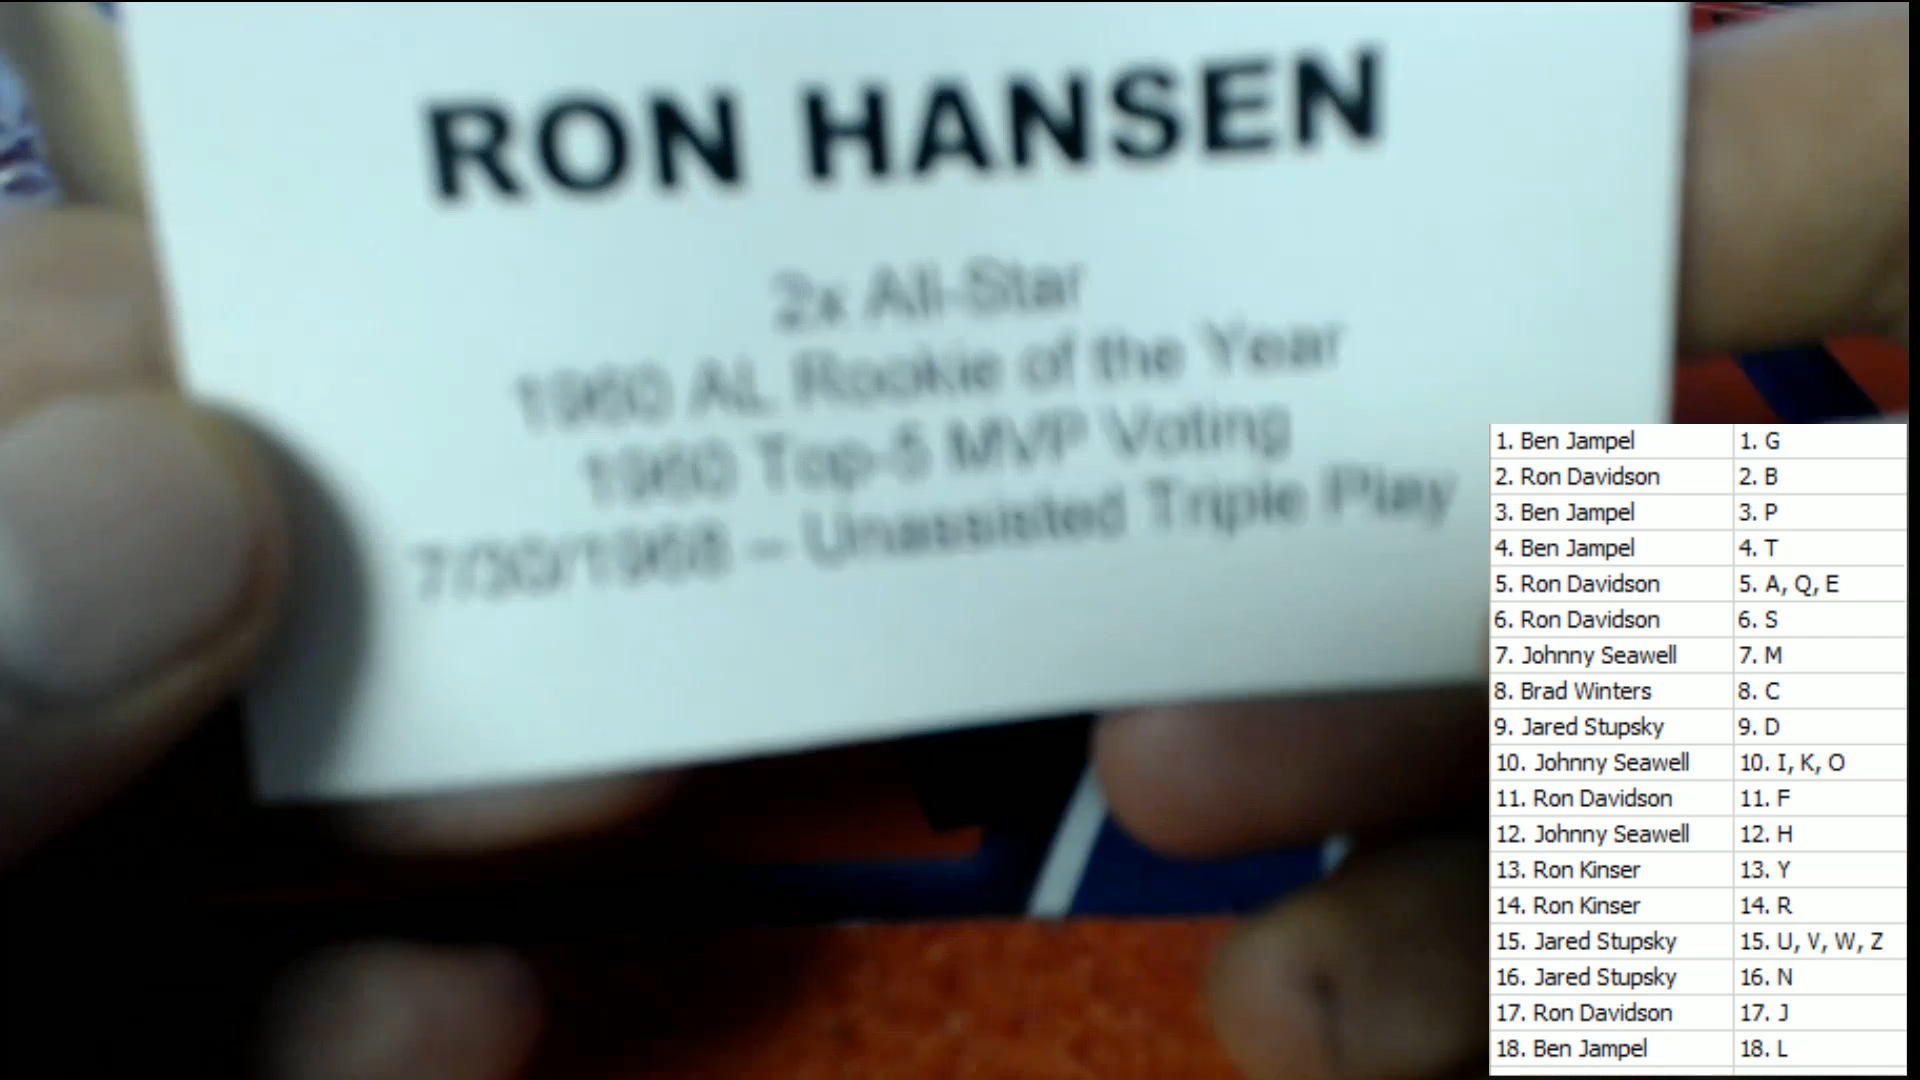 RON HANSEN
2x All-Star
1960 AL Rookie of the Year
1960 Top-5 MVP Voting
7/30/1968 – Unassisted Triple Play
1. Ben Jampel 1. G
2. Ron Davidson 2. B
3. Ben Jampel 3. P
4. Ben Jampel 4. T
5. Ron Davidson 5. A, Q, E
6. Ron Davidson 6. S
7. Johnny Seawell 7. M
8. Brad Winters 8. C
9. Jared Stupsky 9. D
10. Johnny Seawell 10. I, K, O
11. Ron Davidson 11. F
12. Johnny Seawell 12. H
13. Ron Kinser 13. Y
14. Ron Kinser 14. R
15. Jared Stupsky 15. U, V, W, Z
16. Jared Stupsky 16. N
17. Ron Davidson 17. J
18. Ben Jampel 18. L